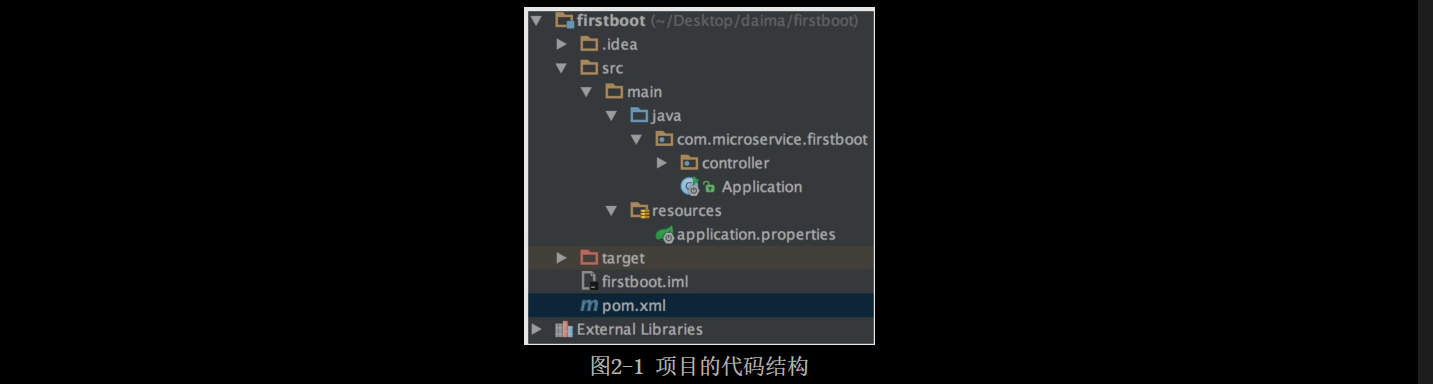 firstboot (~/Desktop/daima/firstboot)
.idea
src
main
java
com.microservice.firstboot
controller
Application
resources
application.properties
target
firstboot.iml
pom.xml
External Libraries
图2-1 项目的代码结构